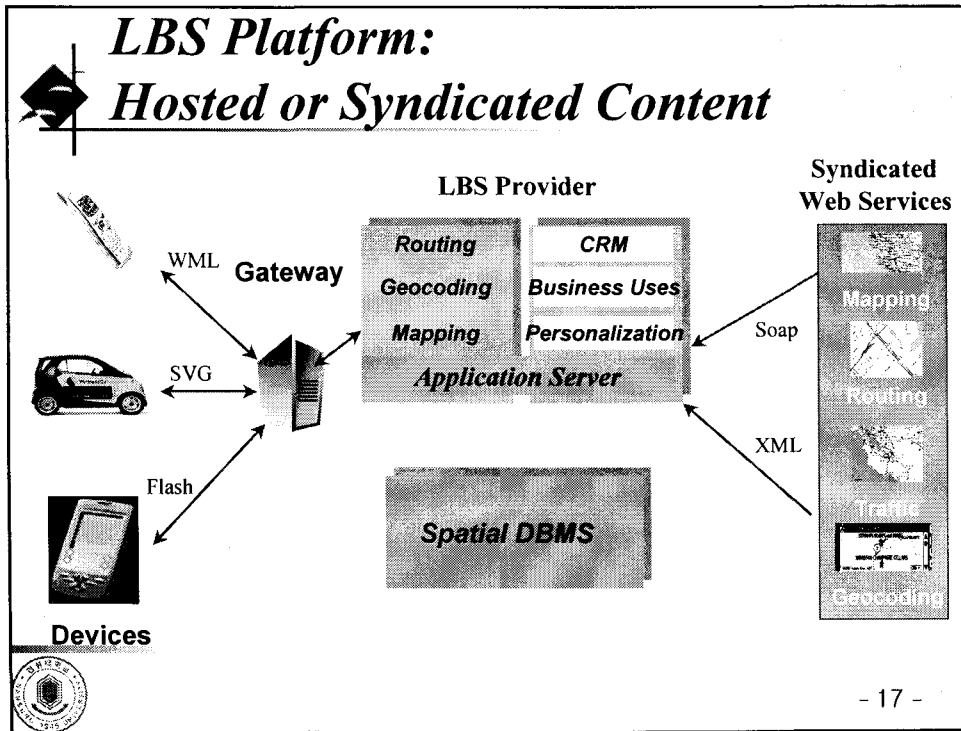 LBS Platform:
Hosted or Syndicated Content
Syndicated
Web Services
LBS Provider
Gateway
WML
SVG
Flash
Devices
Routing
Geocoding
Mapping
CRM
Business Uses
Personalization
Application Server
Spatial DBMS
Soap
XML
Mapping
Routing
Traffic
Geocoding
- 17 -